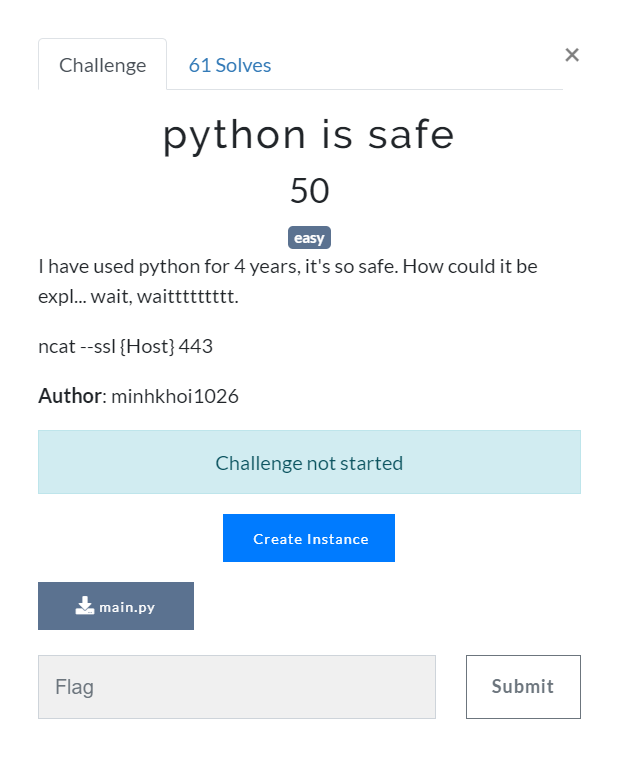 Challenge
61 Solves
×
python is safe
50
easy
I have used python for 4 years, it's so safe. How could it be
expl... wait, waitttttttt.
ncat --ssl {Host} 443
Author: minhkhoi1026
Challenge not started
Create Instance
main.py
Flag
Submit